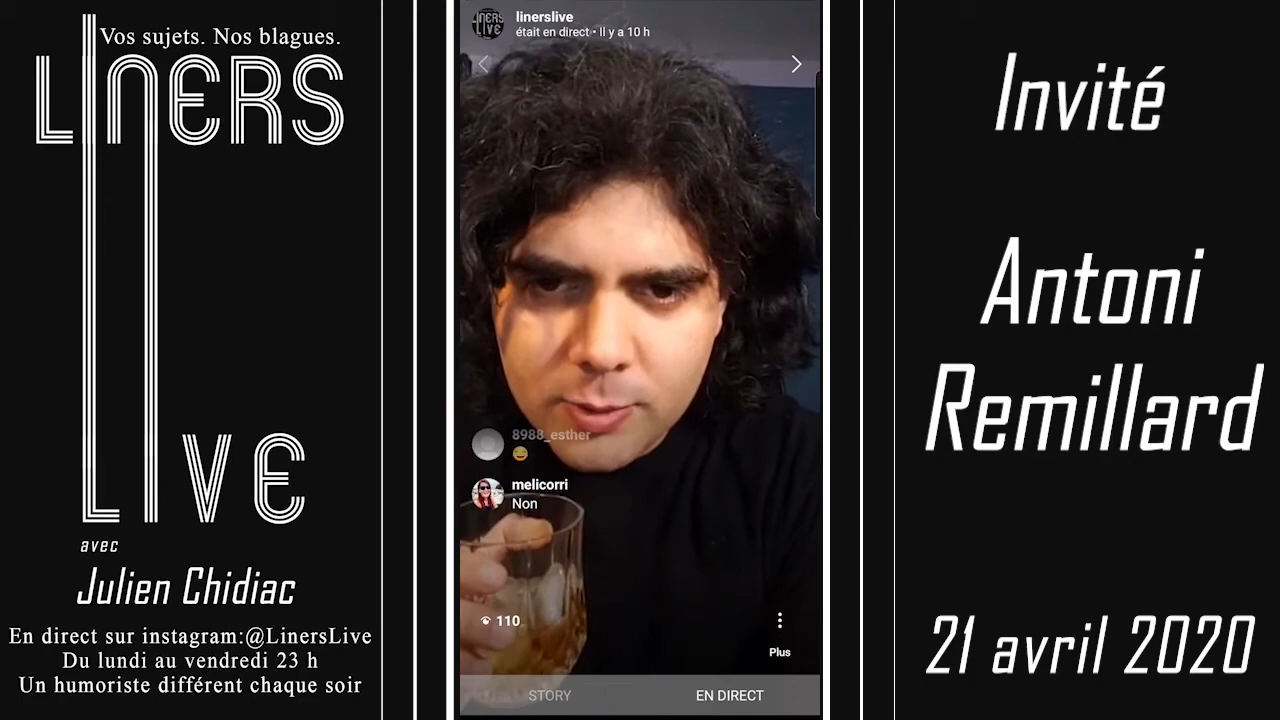 Vos sujets. Nos blagues.
LINERS
LIVE
avec
Julien Chidiac
En direct sur instagram:@LinersLive
Du lundi au vendredi 23 h
Un humoriste différent chaque soir
LINERS
LIVE
linerslive
était en direct • Il y a 10 h
8988_esther
melicorri
Non
110
Plus
STORY
EN DIRECT
Invité
Antoni
Remillard
21 avril 2020